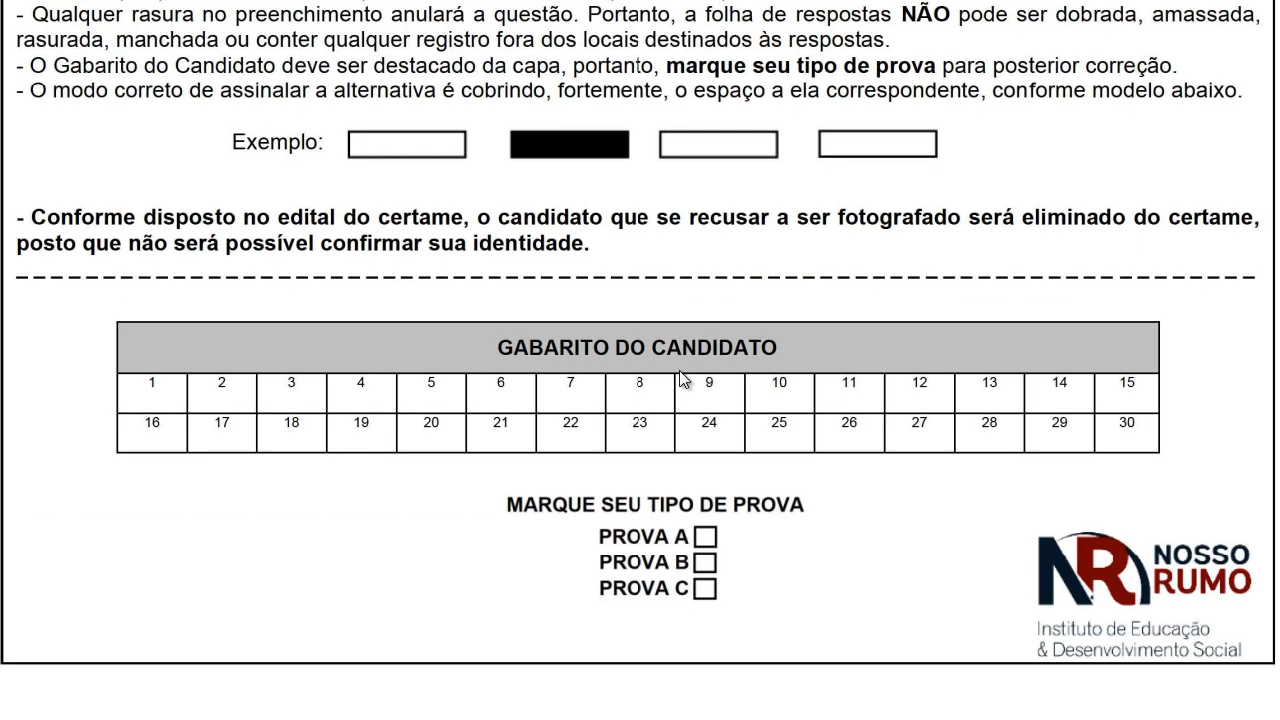 - Qualquer rasura no preenchimento anulará a questão. Portanto, a folha de respostas NÃO pode ser dobrada, amassada,
rasurada, manchada ou conter qualquer registro fora dos locais destinados às respostas.
- O Gabarito do Candidato deve ser destacado da capa, portanto, marque seu tipo de prova para posterior correção.
- O modo correto de assinalar a alternativa é cobrindo, fortemente, o espaço a ela correspondente, conforme modelo abaixo.
Exemplo:
- Conforme disposto no edital do certame, o candidato que se recusar a ser fotografado será eliminado do certame,
posto que não será possível confirmar sua identidade.
GABARITO DO CANDIDATO
1 2 3 4 5 6 7 8 9 10 11 12 13 14 15
16 17 18 19 20 21 22 23 24 25 26 27 28 29 30
MARQUE SEU TIPO DE PROVA
PROVA A
PROVA B
PROVA C
NR NOSSO
RUMO
Instituto de Educação
& Desenvolvimento Social